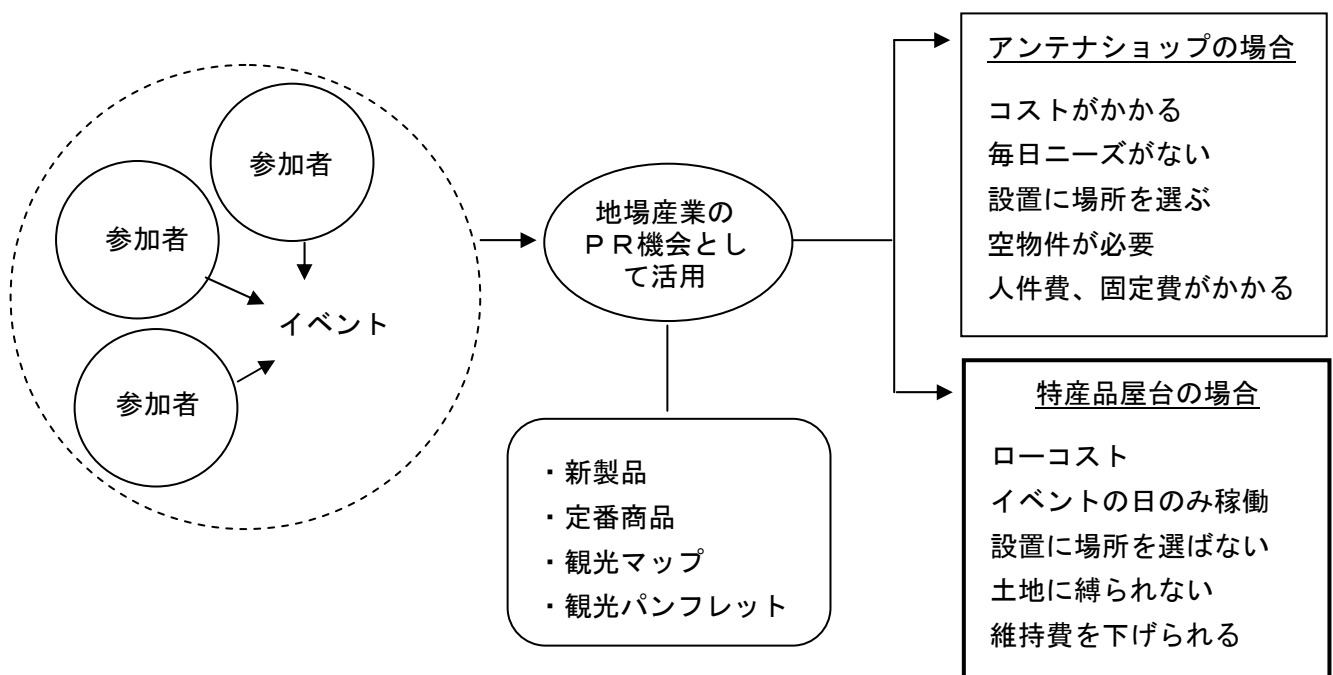 参加者
参加者
参加者
イベント
地場産業の
ＰＲ機会とし
て活用
・新製品
・定番商品
・観光マップ
・観光パンフレット
アンテナショップの場合
コストがかかる
毎日ニーズがない
設置に場所を選ぶ
空物件が必要
人件費、固定費がかかる
特産品屋台の場合
ローコスト
イベントの日のみ稼働
設置に場所を選ばない
土地に縛られない
維持費を下げられる